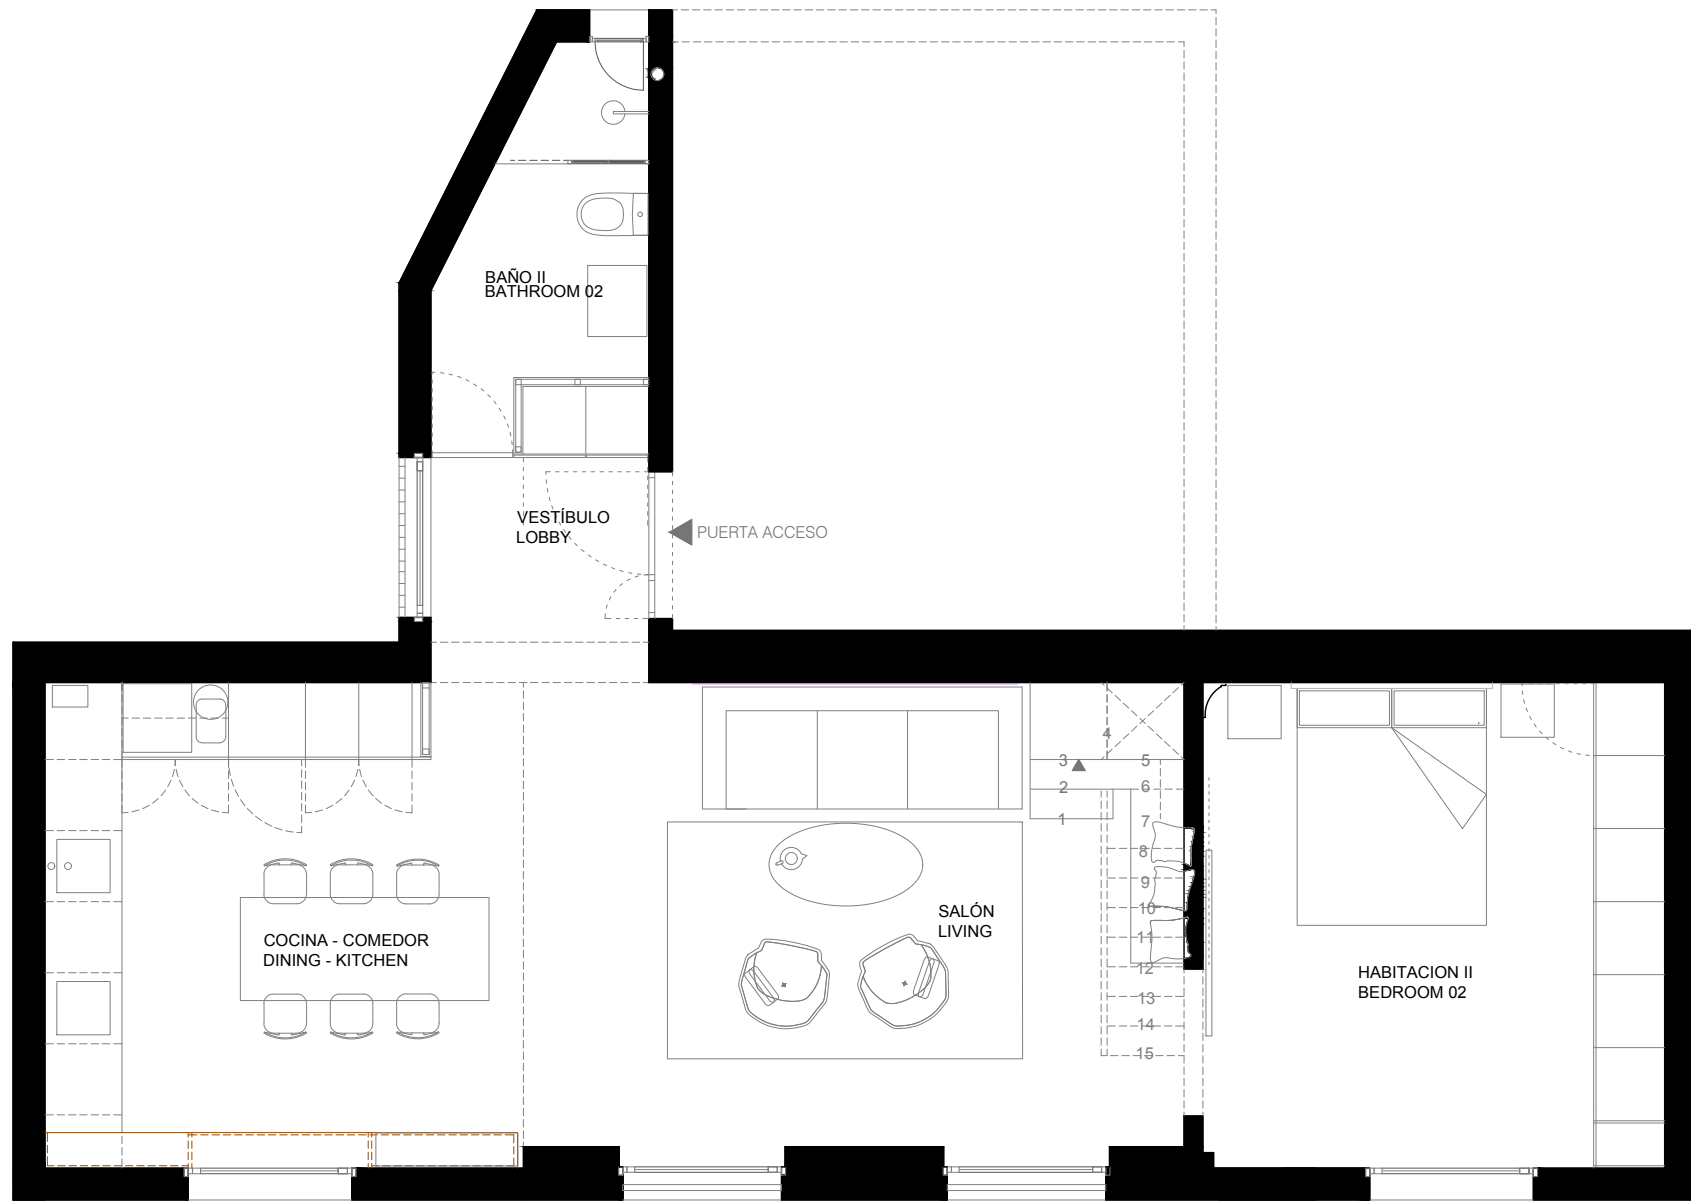 BAÑO II
BATHROOM 02
VESTÍBULO
LOBBY
PUERTA ACCESO
4
3
5
2
6
1
7
8
9
10
11
12
13
14
15
SALÓN
LIVING
COCINA - COMEDOR
DINING - KITCHEN
HABITACION II
BEDROOM 02